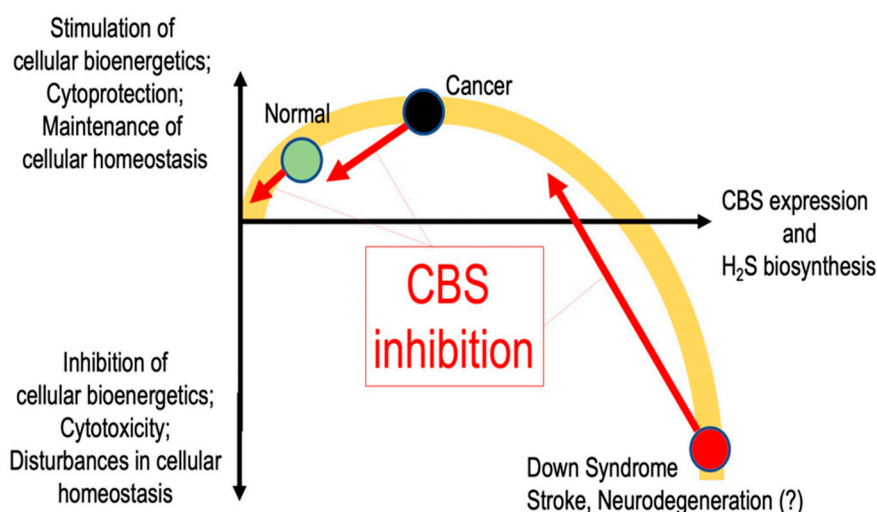 Stimulation of
cellular bioenergetics;
Cytoprotection;
Maintenance of
cellular homeostasis
Normal
Cancer
CBS expression
and
H₂S biosynthesis
CBS
inhibition
Inhibition of
cellular bioenergetics;
Cytotoxicity;
Disturbances in cellular
homeostasis
Down Syndrome
Stroke, Neurodegeneration (?)